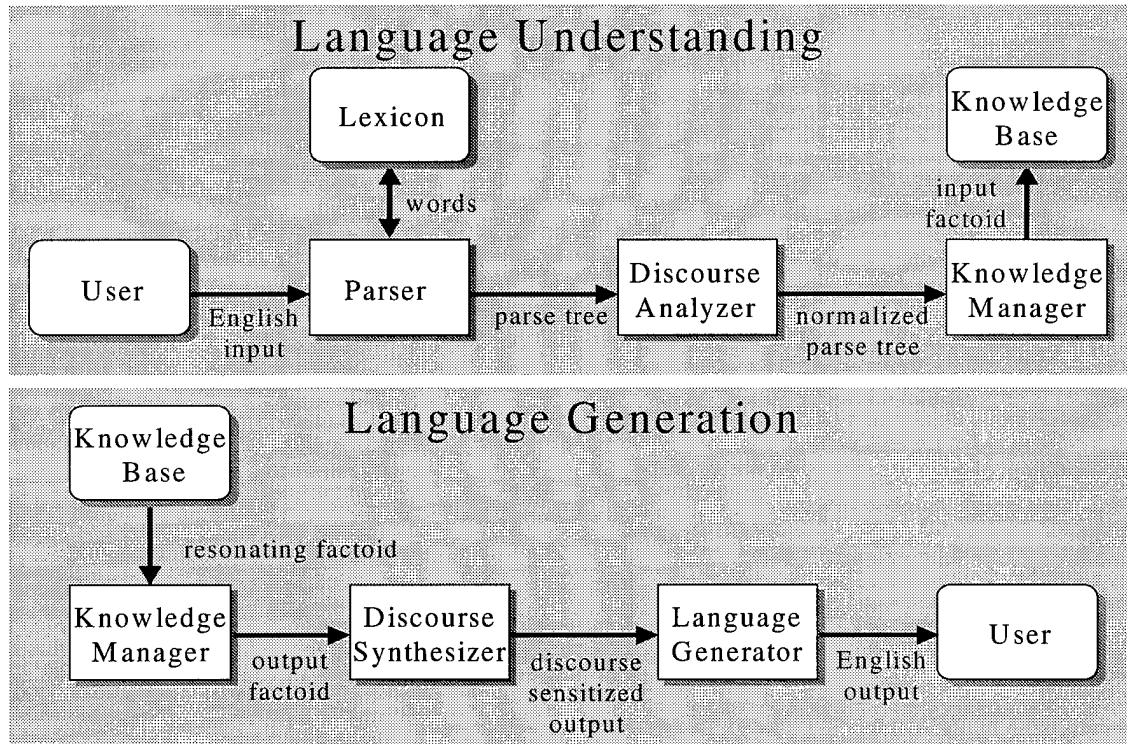 Language Understanding
Lexicon
Knowledge
Base
words
input
factoid
User
Parser
Discourse
Analyzer
Knowledge
Manager
English
input
parse tree
normalized
parse tree
Language Generation
Knowledge
Base
resonating factoid
Knowledge
Manager
Discourse
Synthesizer
Language
Generator
User
output
factoid
discourse
sensitized
output
English
output